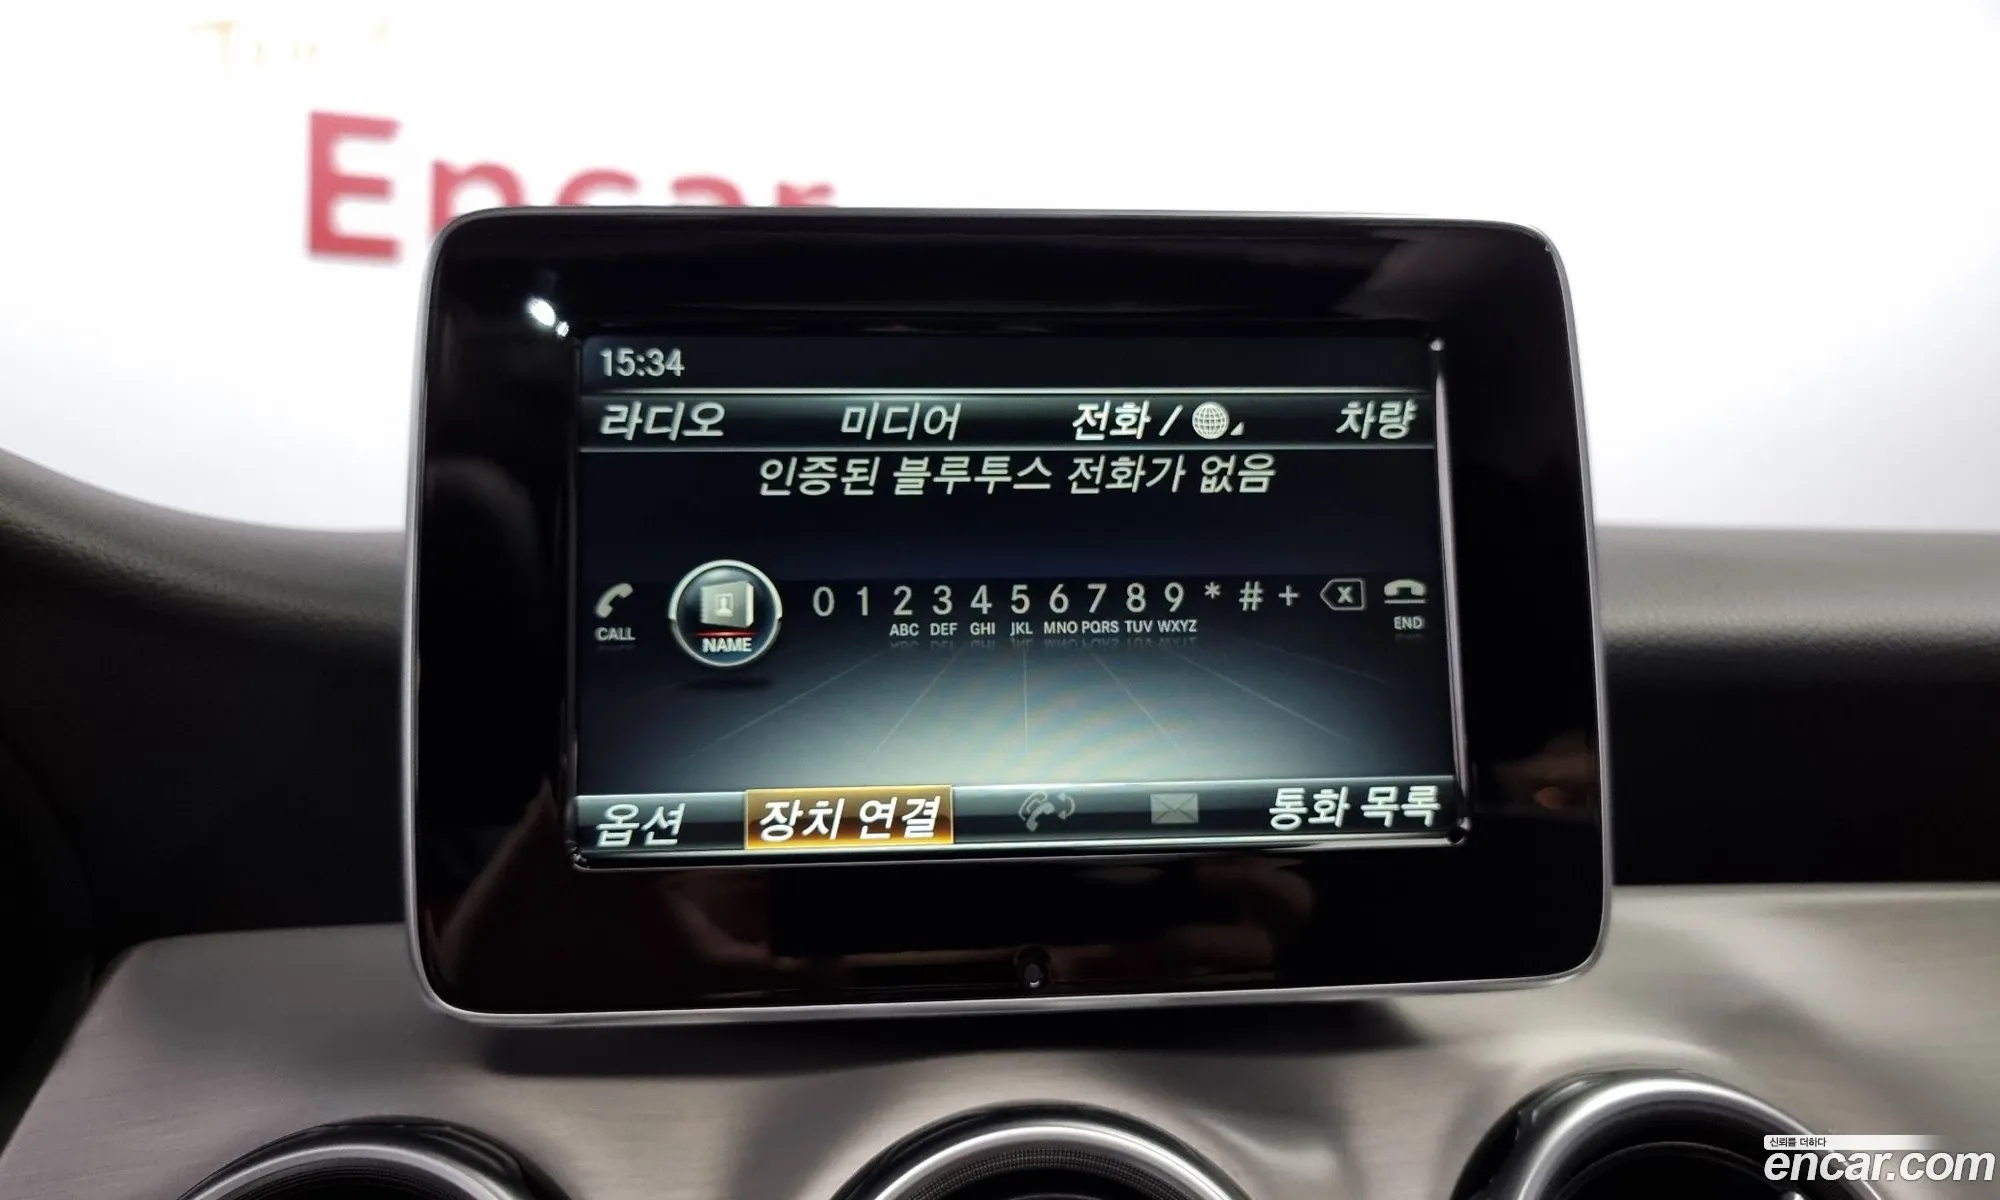 Encar
15:34
라디오 미디어 전화 / 차량
인증된 블루투스 전화가 없음
CALL NAME 0 1 2 3 4 5 6 7 8 9 * # + X END
ABC DEF GHI JKL MNO PQRS TUV WXYZ
옵션 장치 연결 통화 목록
신뢰를 더하다
encar.com